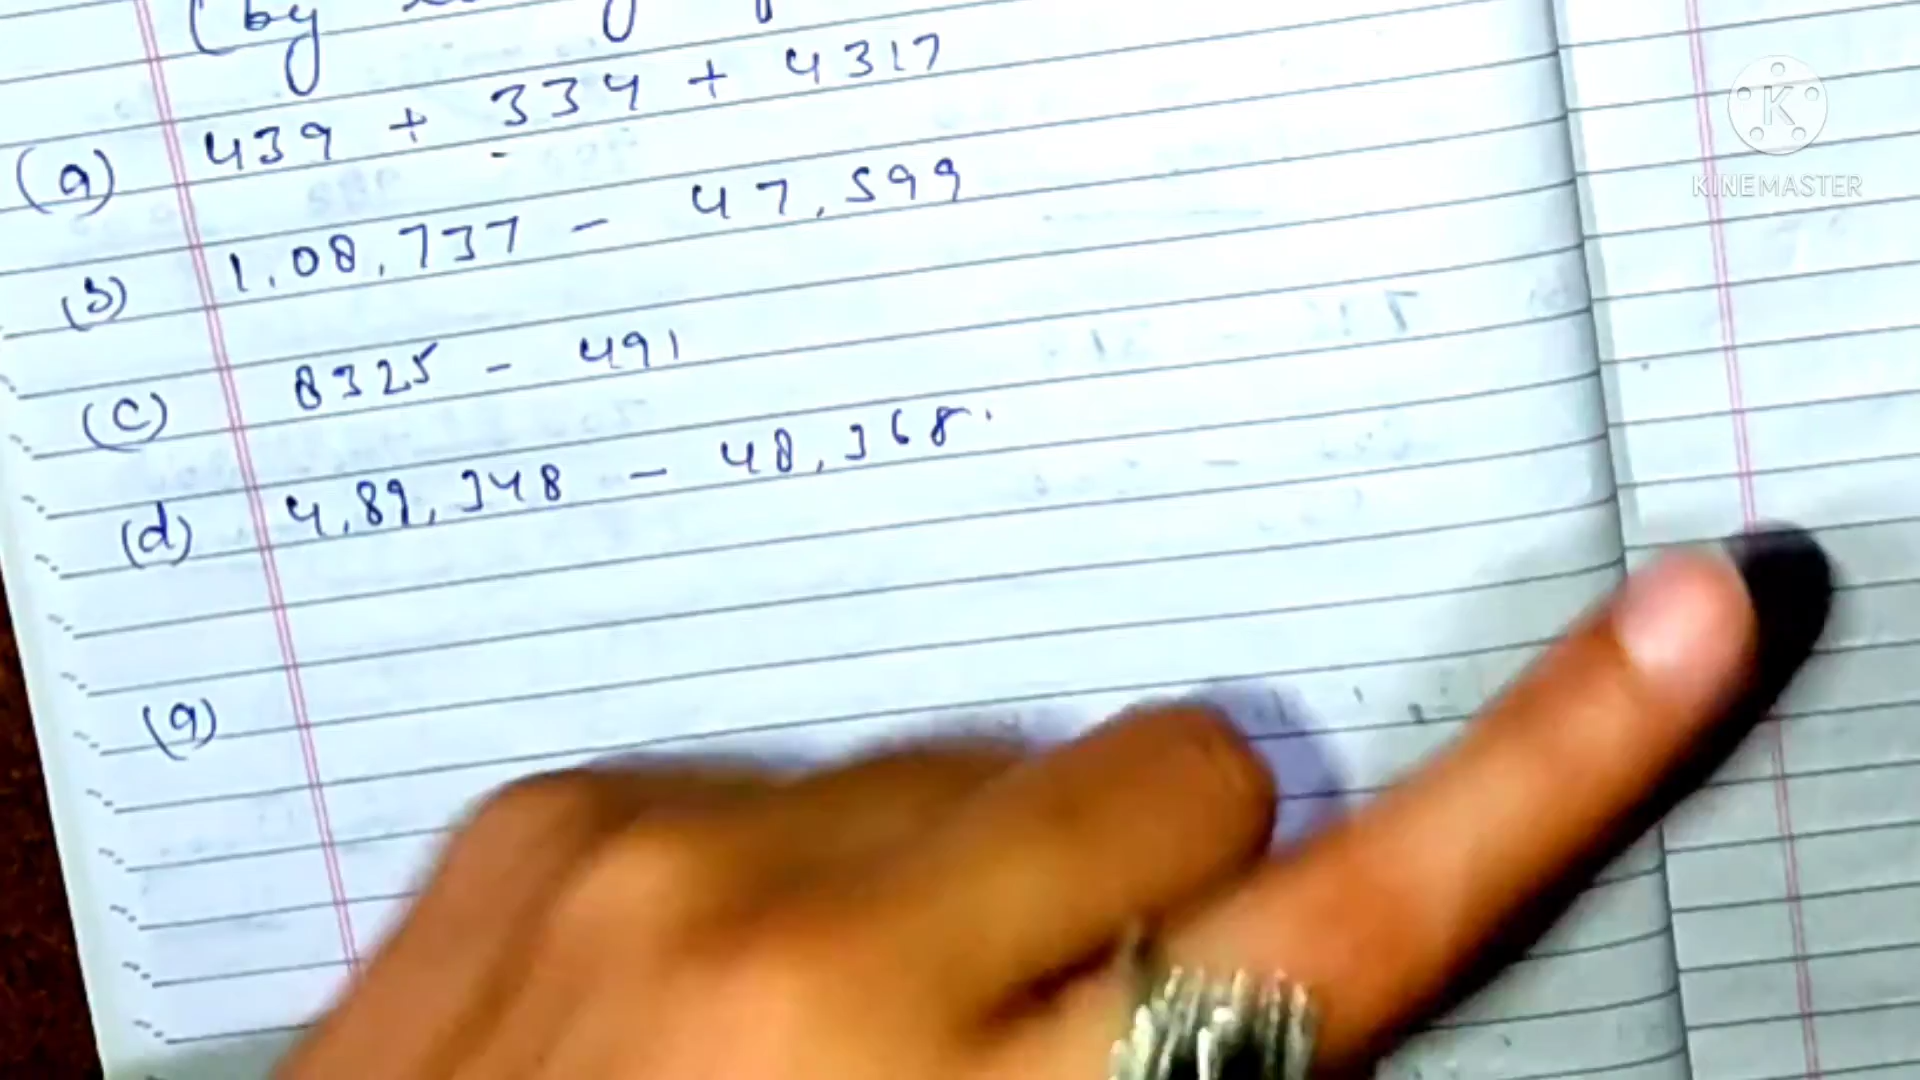 (by
(a) 439 + 334 + 4317
(b) 1,08,737 - 47,599
(c) 8325 - 491
(d) 4,89,348 - 48,368.
(a)
KINEMASTER